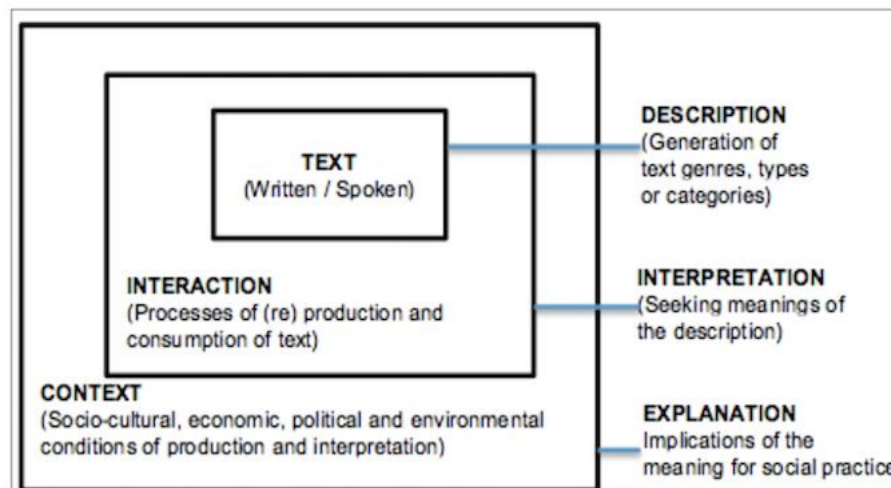 TEXT
(Written / Spoken)
INTERACTION
(Processes of (re) production and
consumption of text)
CONTEXT
(Socio-cultural, economic, political and environmental
conditions of production and interpretation)
DESCRIPTION
(Generation of
text genres, types
or categories)
INTERPRETATION
(Seeking meanings of
the description)
EXPLANATION
Implications of the
meaning for social practice